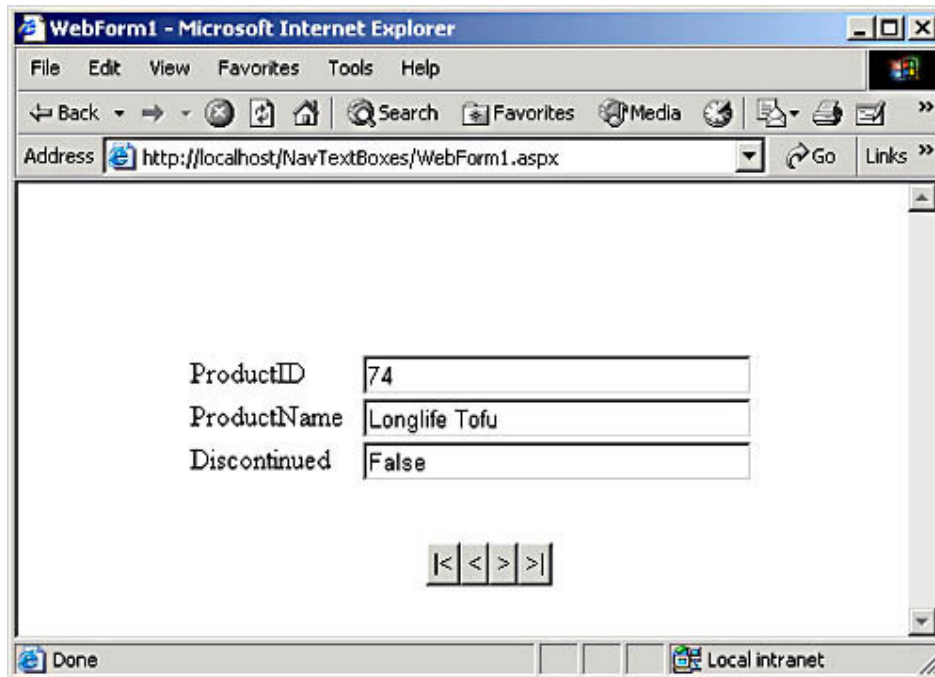 WebForm1 - Microsoft Internet Explorer
File Edit View Favorites Tools Help
Back Search Favorites Media »
Address http://localhost/NavTextBoxes/WebForm1.aspx Go Links »
ProductID 74
ProductName Longlife Tofu
Discontinued False
|< < > >|
Done Local intranet